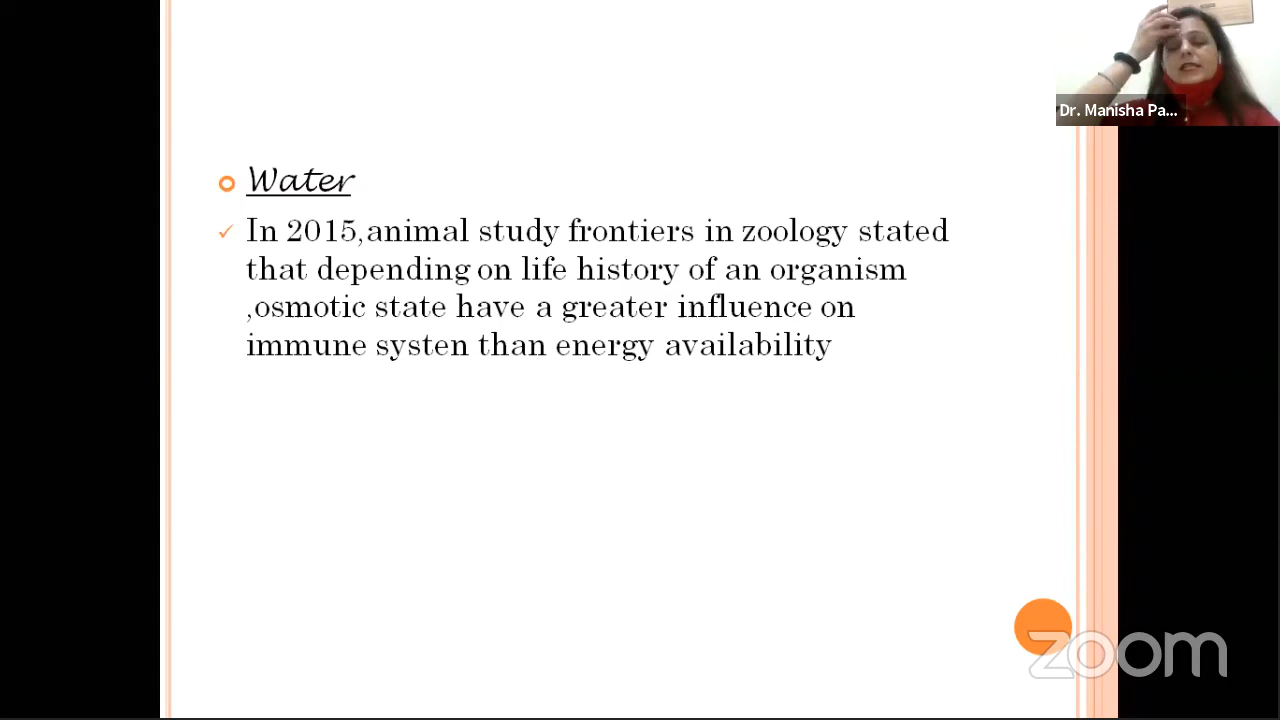 Dr. Manisha Pa...
Water
In 2015,animal study frontiers in zoology stated
that depending on life history of an organism
,osmotic state have a greater influence on
immune systen than energy availability
zoom